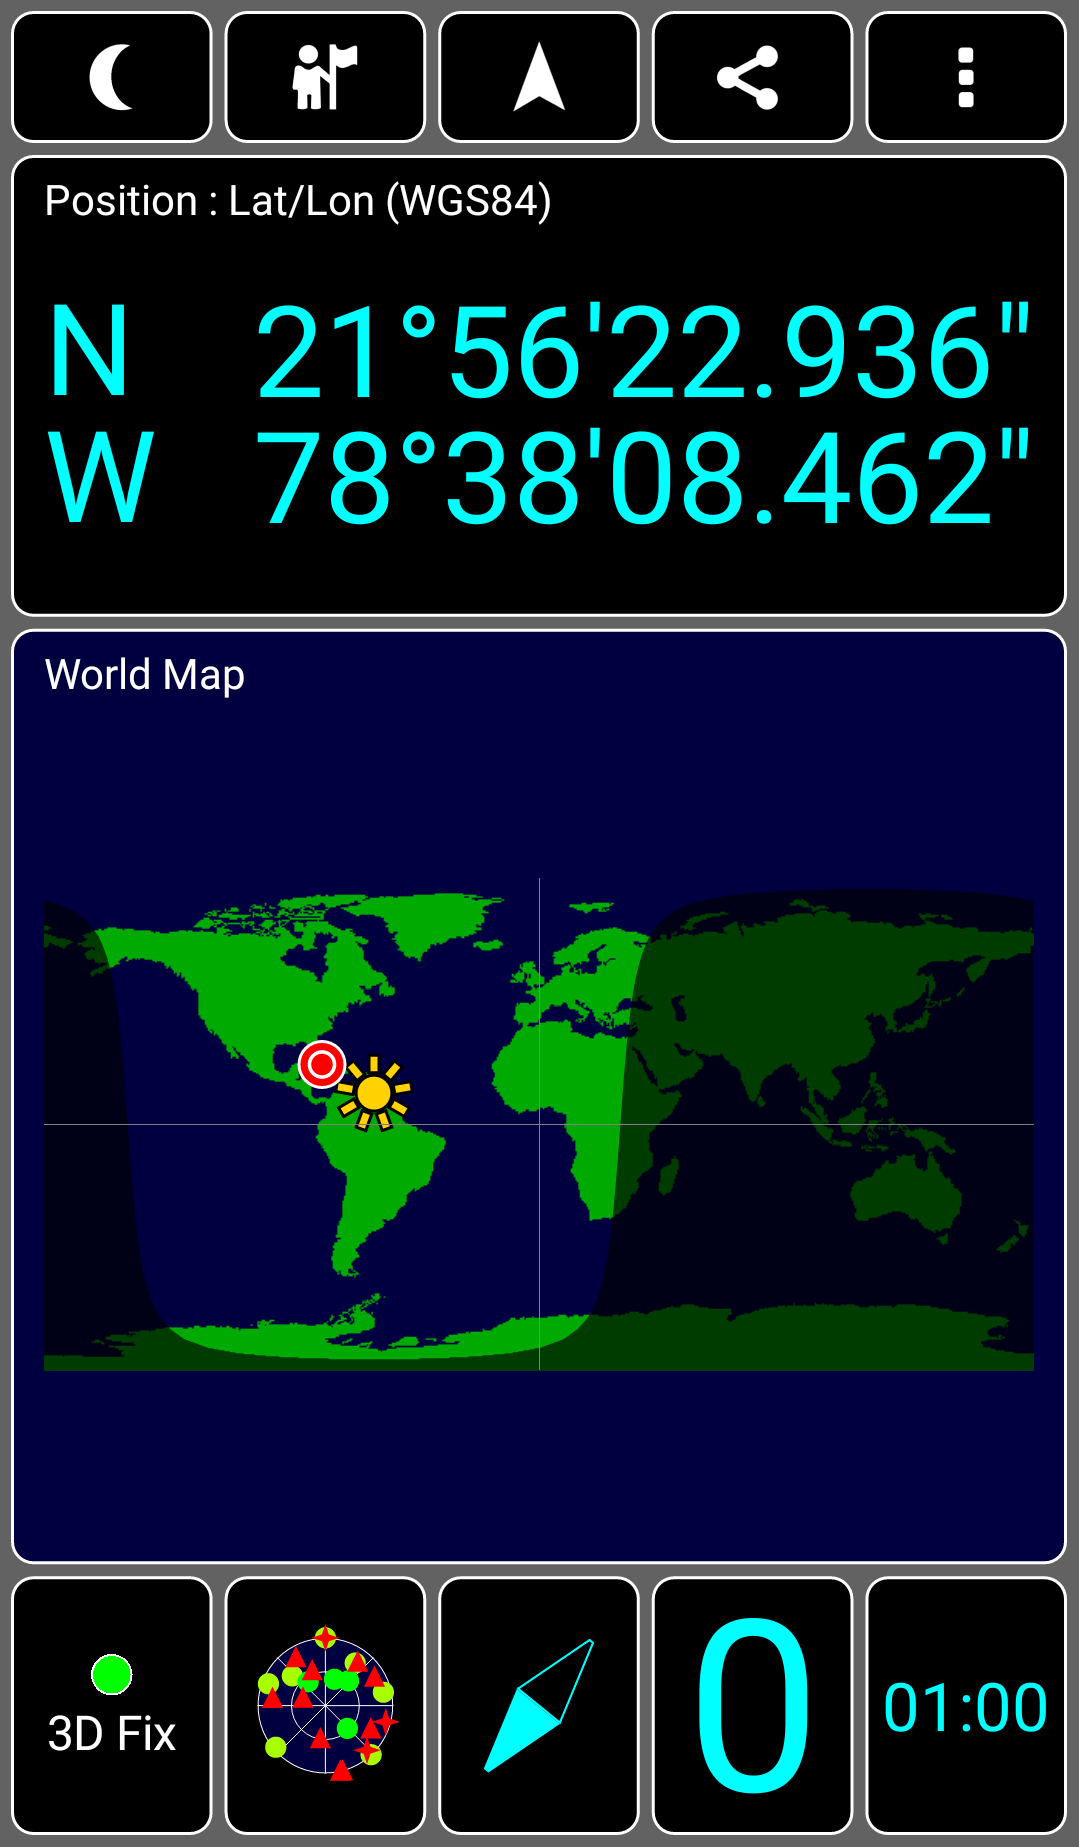 Position : Lat/Lon (WGS84)
N 21°56'22.936"
W 78°38'08.462"
World Map
3D Fix
0
01:00